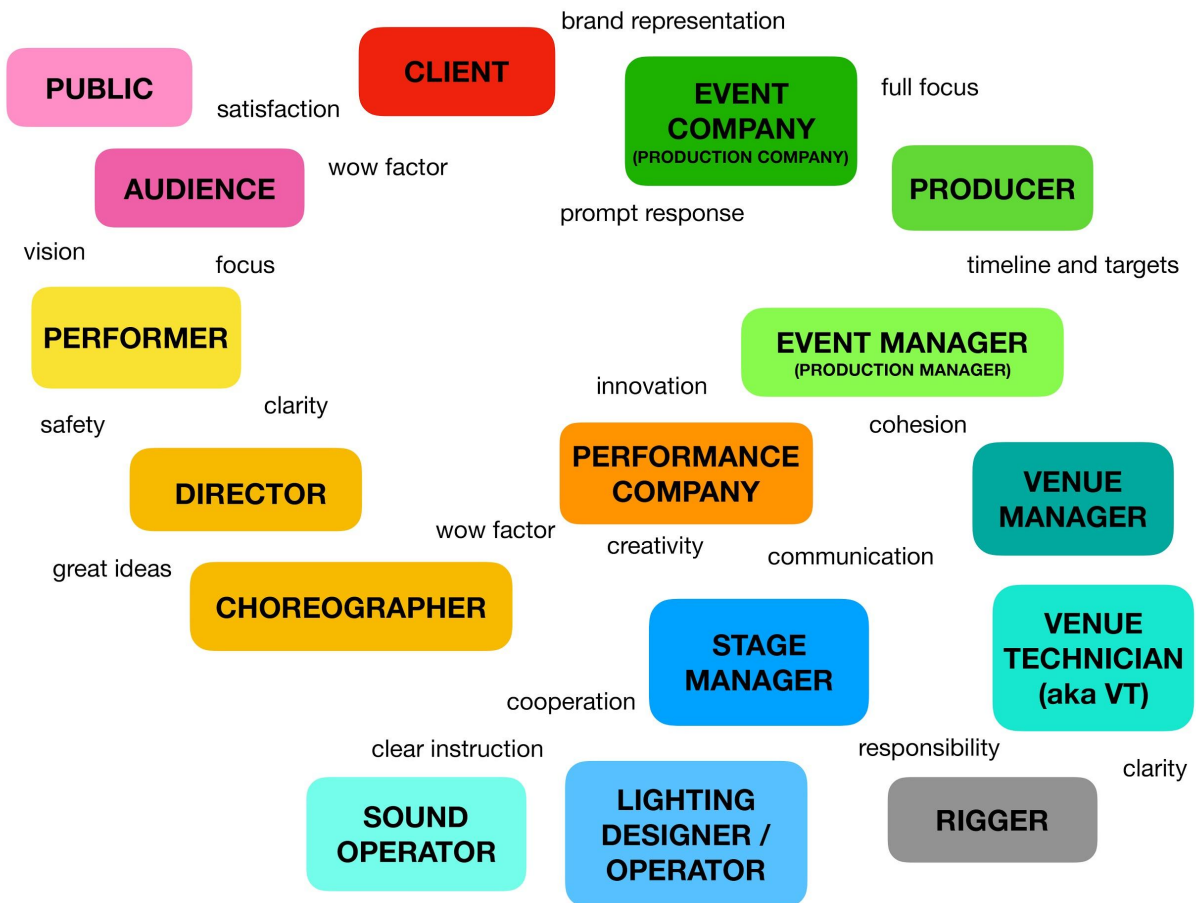 brand representation
PUBLIC
CLIENT
satisfaction
EVENT
COMPANY
(PRODUCTION COMPANY)
full focus
AUDIENCE
wow factor
PRODUCER
prompt response
vision
focus
timeline and targets
PERFORMER
EVENT MANAGER
(PRODUCTION MANAGER)
innovation
clarity
safety
cohesion
DIRECTOR
PERFORMANCE
COMPANY
VENUE
MANAGER
wow factor
creativity
communication
great ideas
CHOREOGRAPHER
STAGE
MANAGER
VENUE
TECHNICIAN
(aka VT)
cooperation
clear instruction
responsibility
clarity
SOUND
OPERATOR
LIGHTING
DESIGNER /
OPERATOR
RIGGER